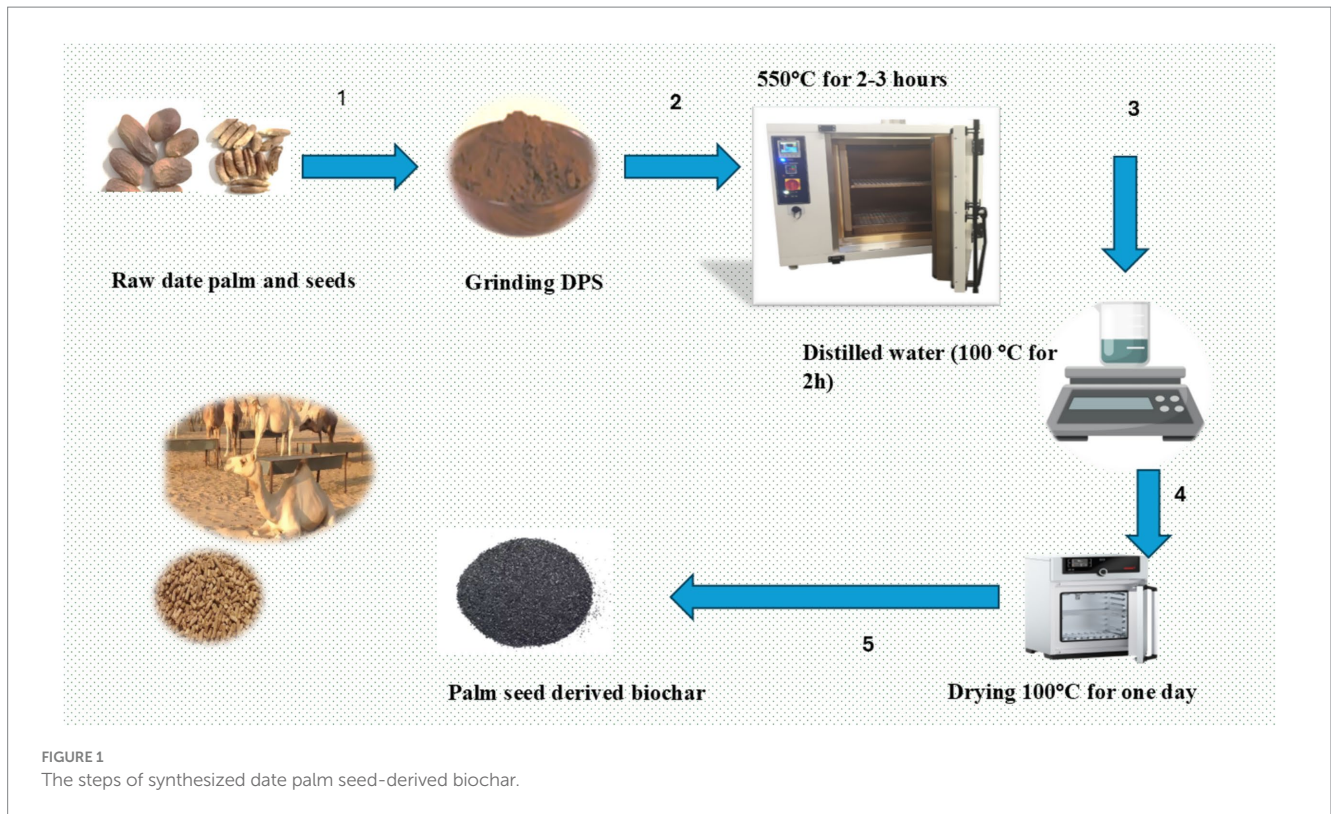 550°C for 2-3 hours
1
2
3
Raw date palm and seeds
Grinding DPS
Distilled water (100 °C for
2h)
4
5
Palm seed derived biochar
Drying 100°C for one day
FIGURE 1
The steps of synthesized date palm seed-derived biochar.